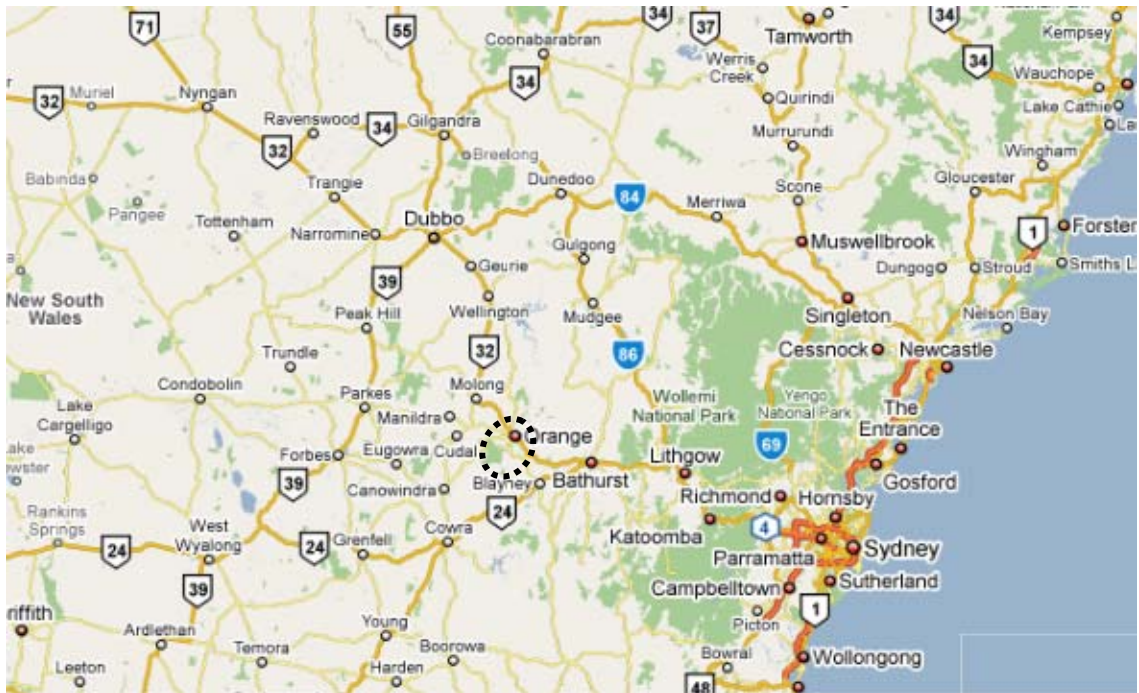 34
34
71
55
37
Kempsey
Coonabarabran
Tamworth
Werris
Creek
34
34
Wauchope
32
Muriel
Nyngan
Quirindi
Lake Cathie
Ravenswood
34
Gilgandra
Murrurundi
32
Breelong
Wingham
Babinda
Trangie
Dunedoo
Scone
Gloucester
Pangee
84
Merriwa
Tottenham
Dubbo
Narromine
Forster
1
Gulgong
Muswellbrook
Geurie
Dungog
Stroud
Smiths L
39
New South
Wales
Wellington
Singleton
Nelson Bay
Peak Hill
Mudgee
32
Trundle
86
Cessnock
Newcastle
Condobolin
Molong
Parkes
Wollemi
National Park
Yengo
National Park
The
Entrance
Lake
Cargelligo
Manildra
Orange
69
Forbes
Eugowra
Cudal
Lithgow
Gosford
39
Canowindra
Blayney
Bathurst
Richmond
Hornsby
24
Rankins
Springs
West
Wyalong
Cowra
4
Katoomba
24
24
Grenfell
Parramatta
Sydney
39
Campbelltown
Sutherland
1
riffith
Young
Picton
Ardlethan
Temora
Boorowa
Bowral
Wollongong
Leeton
Harden
48